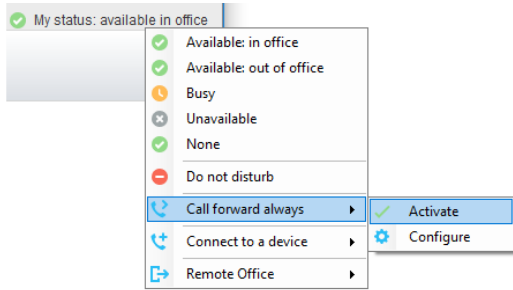 My status: available in office
Available: in office
Available: out of office
Busy
Unavailable
None
Do not disturb
Call forward always
Activate
Configure
Connect to a device
Remote Office